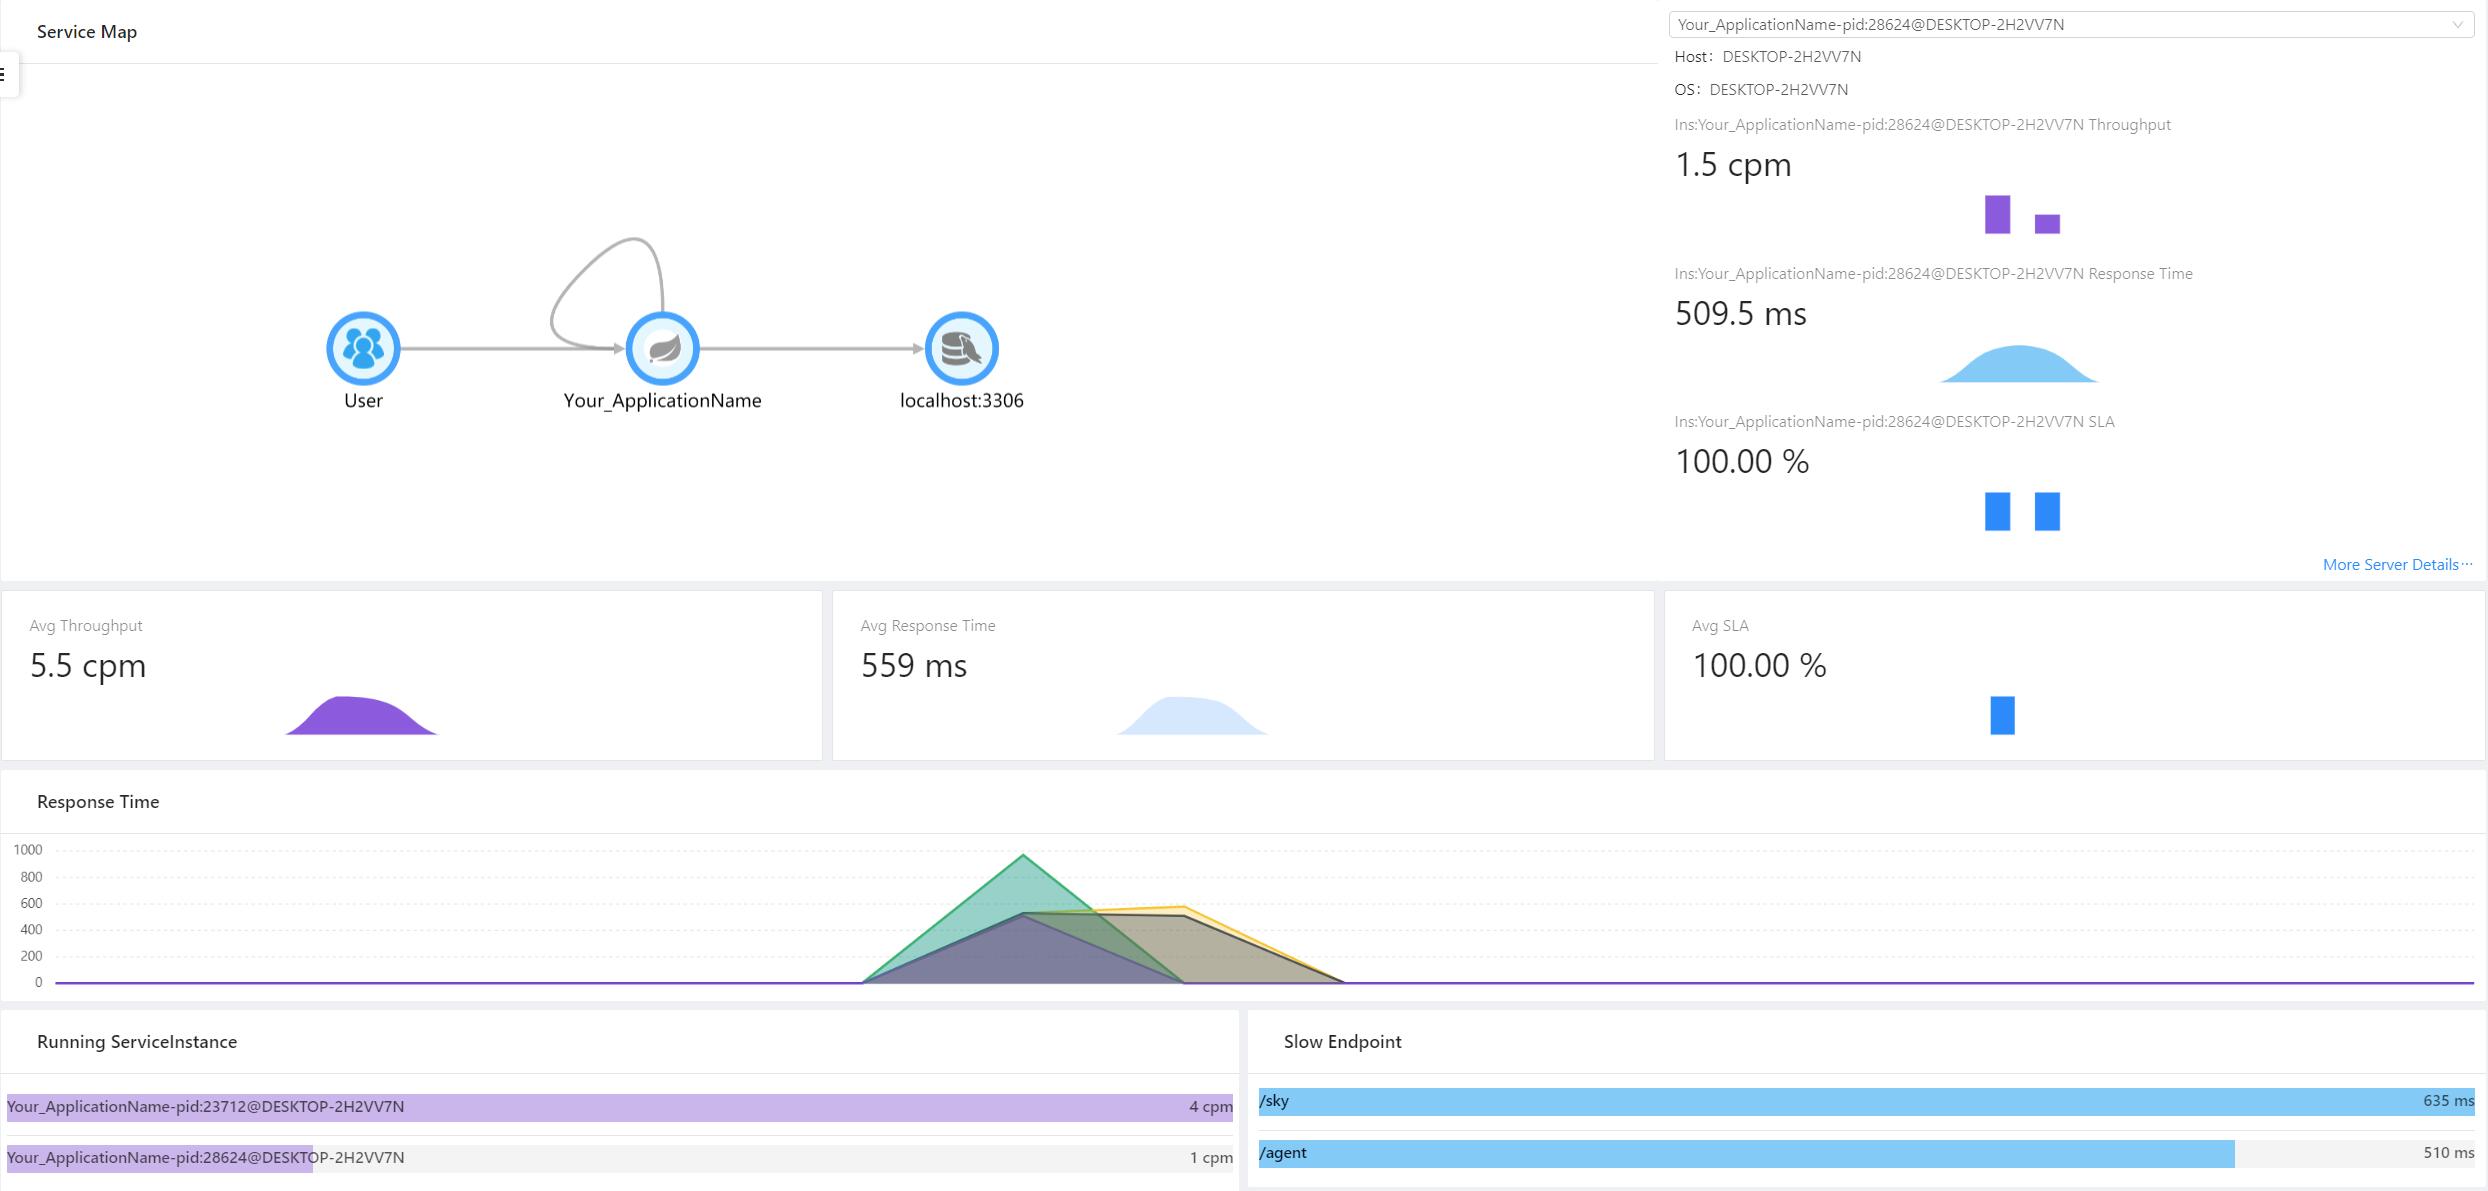 Service Map
User
Your_ApplicationName
localhost:3306
Your_ApplicationName-pid:28624@DESKTOP-2H2VV7N
Host: DESKTOP-2H2VV7N
OS: DESKTOP-2H2VV7N
Ins:Your_ApplicationName-pid:28624@DESKTOP-2H2VV7N Throughput
1.5 cpm
Ins:Your_ApplicationName-pid:28624@DESKTOP-2H2VV7N Response Time
509.5 ms
Ins:Your_ApplicationName-pid:28624@DESKTOP-2H2VV7N SLA
100.00 %
More Server Details···
Avg Throughput
5.5 cpm
Avg Response Time
559 ms
Avg SLA
100.00 %
Response Time
1000
800
600
400
200
0
Running ServiceInstance
Your_ApplicationName-pid:23712@DESKTOP-2H2VV7N 4 cpm
Your_ApplicationName-pid:28624@DESKTOP-2H2VV7N 1 cpm
Slow Endpoint
/sky 635 ms
/agent 510 ms